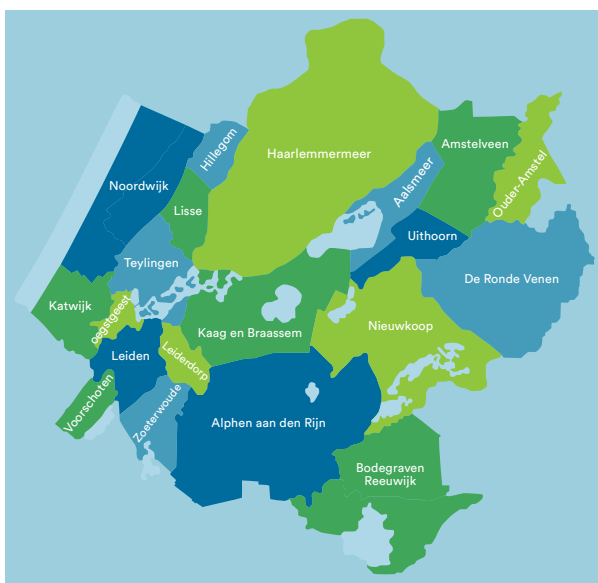 Haarlemmermeer
Hillegom
Amstelveen
Noordwijk
Aalsmeer
Ouder-Amstel
Lisse
Uithoorn
Teylingen
De Ronde Venen
Katwijk
oegstgeest
Kaag en Braassem
Nieuwkoop
Leiden
Leiderdorp
Voorschoten
Zoeterwoude
Alphen aan den Rijn
Bodegraven
Reeuwijk